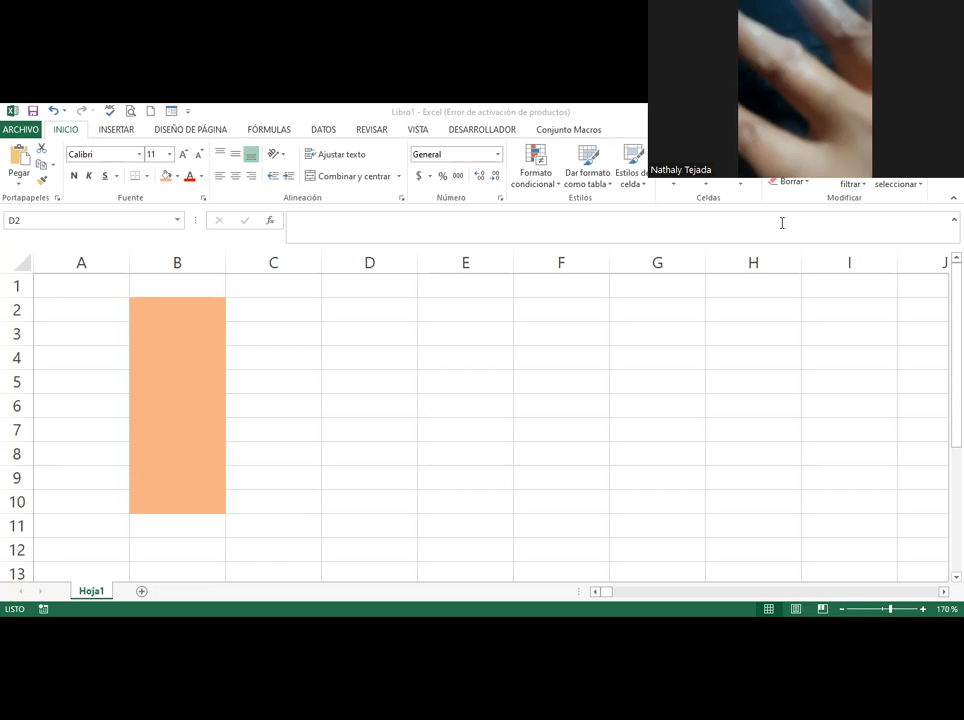 Libro1 - Excel (Error de activación de productos)
ARCHIVO INICIO INSERTAR DISEÑO DE PÁGINA FÓRMULAS DATOS REVISAR VISTA DESARROLLADOR Conjunto Macros
Nathaly Tejada
Calibri 11 Ajustar texto General
Pegar Formato condicional Dar formato como tabla Estilos de celda
N K S Combinar y centrar $ % 000 Borrar filtrar seleccionar
Portapapeles Fuente Alineación Número Estilos Celdas Modificar
D2 fx
A B C D E F G H I J
1
2
3
4
5
6
7
8
9
10
11
12
13
Hoja1
LISTO 170 %